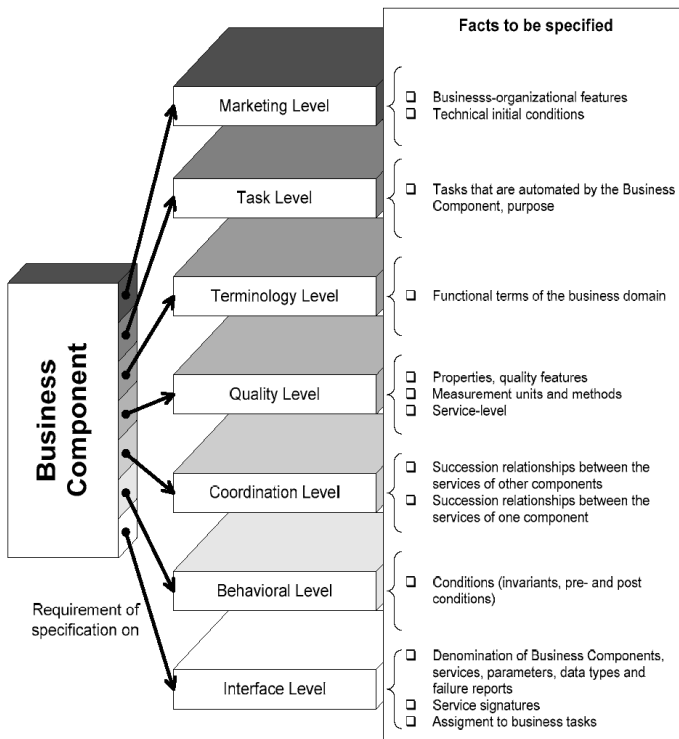 Facts to be specified
Marketing Level
❑ Businesss-organizational features
❑ Technical initial conditions
Task Level
❑ Tasks that are automated by the Business
Component, purpose
Terminology Level
❑ Functional terms of the business domain
Quality Level
❑ Properties, quality features
❑ Measurement units and methods
❑ Service-level
Coordination Level
❑ Succession relationships between the
services of other components
❑ Succession relationships between the
services of one component
Behavioral Level
❑ Conditions (invariants, pre- and post
conditions)
Interface Level
❑ Denomination of Business Components,
services, parameters, data types and
failure reports
❑ Service signatures
❑ Assigment to business tasks
Business
Component
Requirement of
specification on